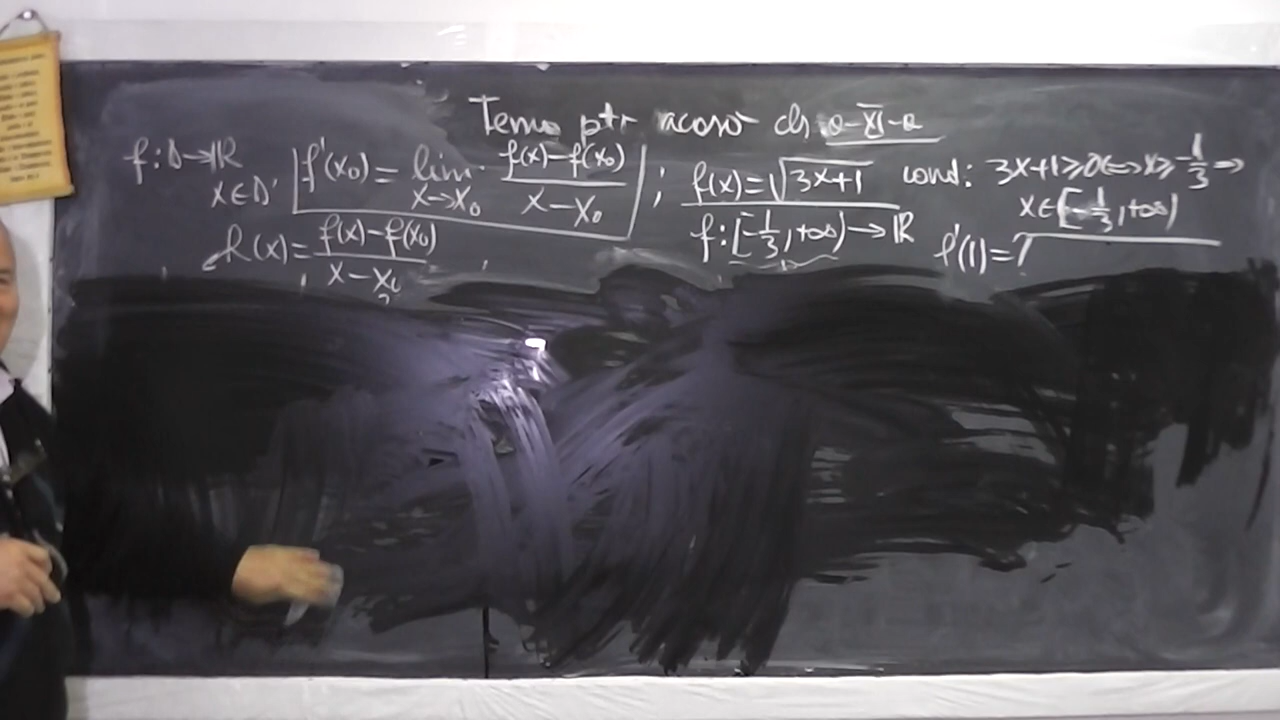 Tema ptr acasă cls a-XI-a
f: D→ℝ
x∈D'
f'(x₀) = lim x→x₀ (f(x)-f(x₀))/(x-x₀) ;
f(x)=√(3x+1) cond: 3x+1≥0 ⇔ x≥-1/3 ⇒
x∈[-1/3, +∞)
R(x) = (f(x)-f(x₀))/(x-x₀)
f: [-1/3, +∞) → ℝ
f'(1)=?